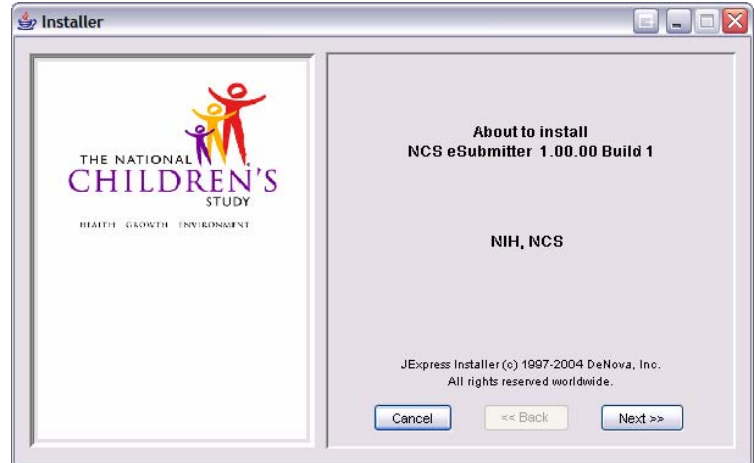 Installer
THE NATIONAL
CHILDREN'S
STUDY
HEALTH GROWTH ENVIRONMENT
About to install
NCS eSubmitter 1.00.00 Build 1
NIH, NCS
JExpress Installer (c) 1997-2004 DeNova, Inc.
All rights reserved worldwide.
Cancel << Back Next >>